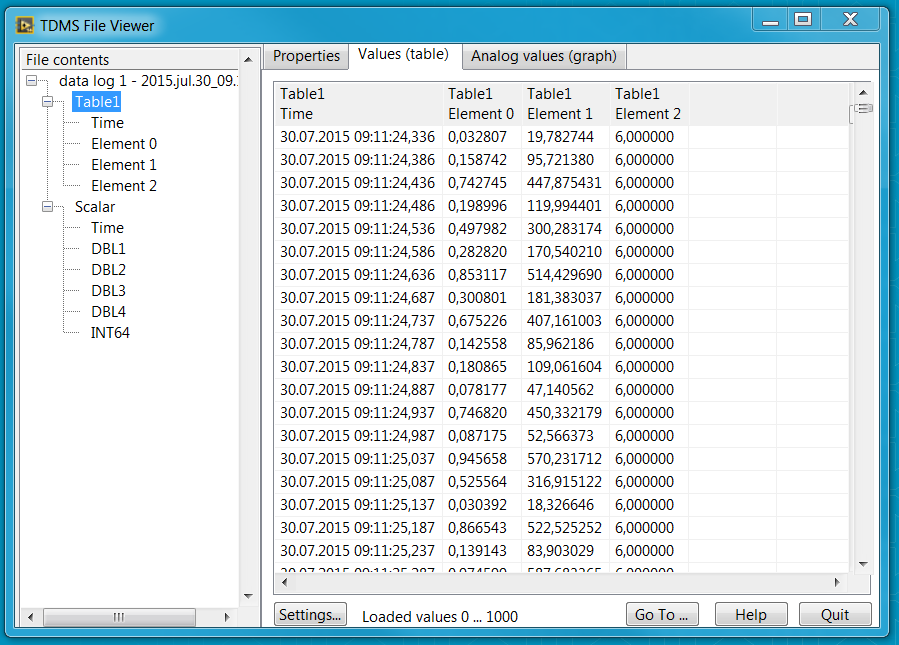 TDMS File Viewer
File contents
data log 1 - 2015.jul.30_09.
Table1
Time
Element 0
Element 1
Element 2
Scalar
Time
DBL1
DBL2
DBL3
DBL4
INT64
Properties Values (table) Analog values (graph)
Table1 Table1 Table1 Table1
Time Element 0 Element 1 Element 2
30.07.2015 09:11:24,336 0,032807 19,782744 6,000000
30.07.2015 09:11:24,386 0,158742 95,721380 6,000000
30.07.2015 09:11:24,436 0,742745 447,875431 6,000000
30.07.2015 09:11:24,486 0,198996 119,994401 6,000000
30.07.2015 09:11:24,536 0,497982 300,283174 6,000000
30.07.2015 09:11:24,586 0,282820 170,540210 6,000000
30.07.2015 09:11:24,636 0,853117 514,429690 6,000000
30.07.2015 09:11:24,687 0,300801 181,383037 6,000000
30.07.2015 09:11:24,737 0,675226 407,161003 6,000000
30.07.2015 09:11:24,787 0,142558 85,962186 6,000000
30.07.2015 09:11:24,837 0,180865 109,061604 6,000000
30.07.2015 09:11:24,887 0,078177 47,140562 6,000000
30.07.2015 09:11:24,937 0,746820 450,332179 6,000000
30.07.2015 09:11:24,987 0,087175 52,566373 6,000000
30.07.2015 09:11:25,037 0,945658 570,231712 6,000000
30.07.2015 09:11:25,087 0,525564 316,915122 6,000000
30.07.2015 09:11:25,137 0,030392 18,326646 6,000000
30.07.2015 09:11:25,187 0,866543 522,525252 6,000000
30.07.2015 09:11:25,237 0,139143 83,903029 6,000000
Settings... Loaded values 0 ... 1000 Go To ... Help Quit